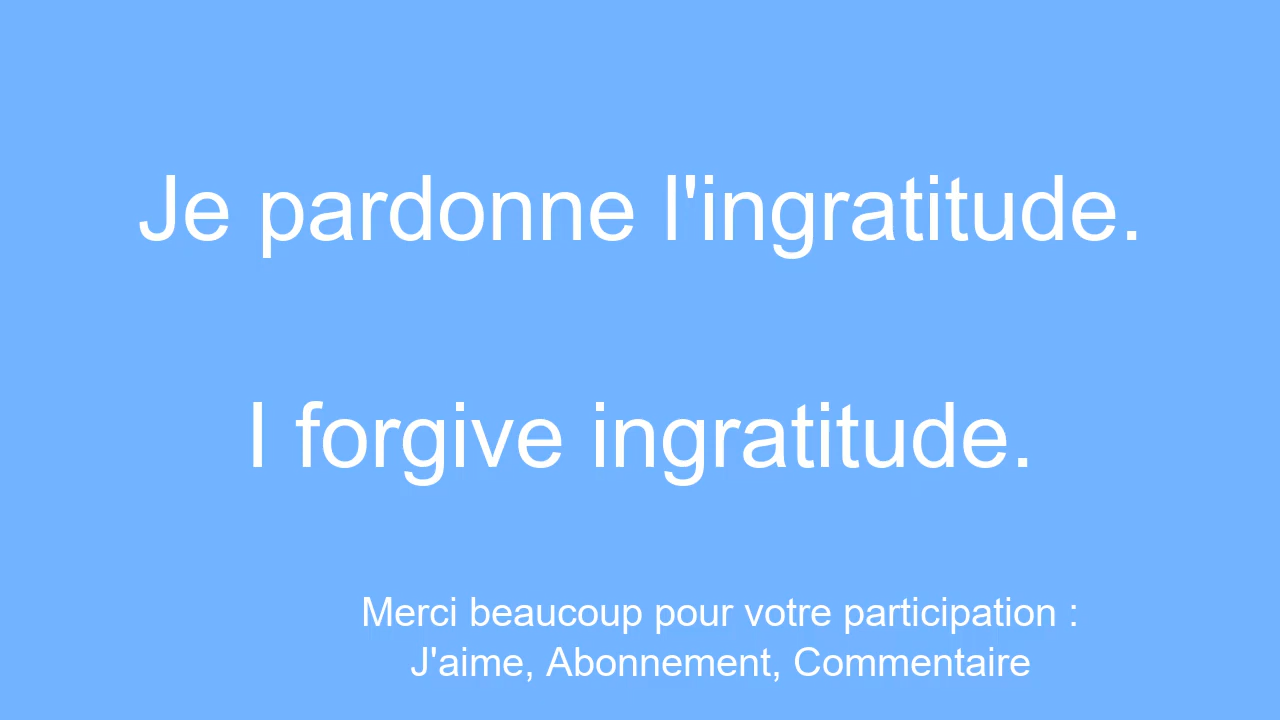 Je pardonne l'ingratitude.
I forgive ingratitude.
Merci beaucoup pour votre participation :
J'aime, Abonnement, Commentaire